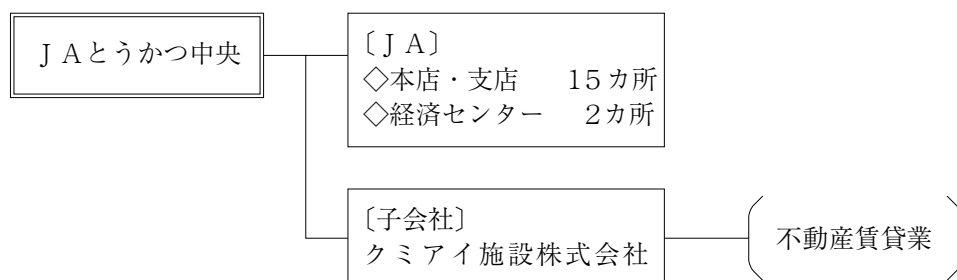 ＪＡとうかつ中央
〔ＪＡ〕
◇本店・支店　　15カ所
◇経済センター　　2カ所
〔子会社〕
クミアイ施設株式会社
不動産賃貸業